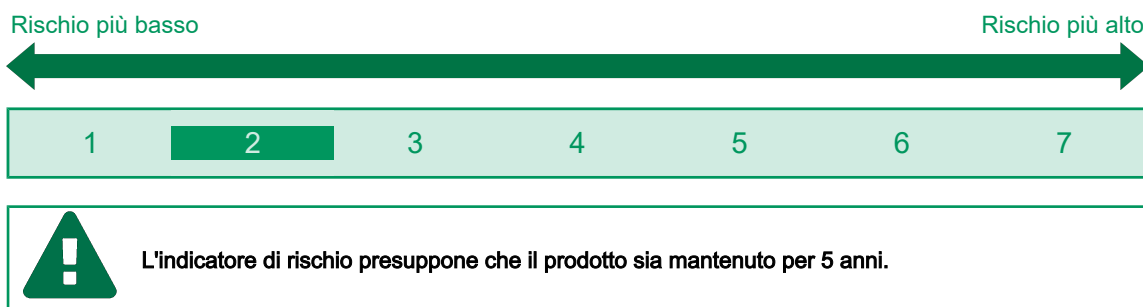 Rischio più basso Rischio più alto
1 2 3 4 5 6 7
L'indicatore di rischio presuppone che il prodotto sia mantenuto per 5 anni.